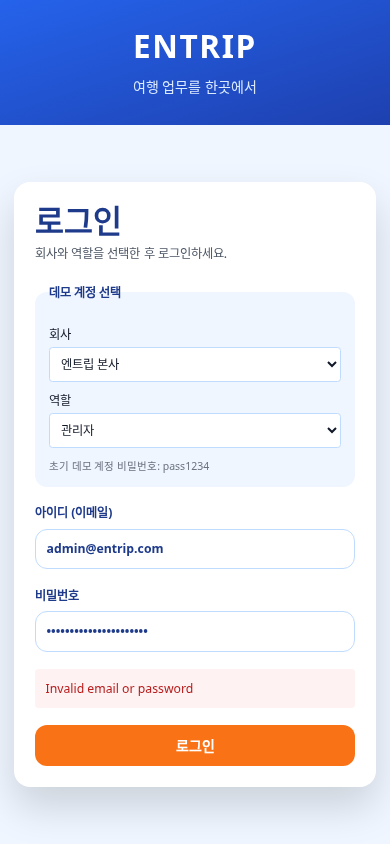 ENTRIP
여행 업무를 한곳에서
로그인
회사와 역할을 선택한 후 로그인하세요.
데모 계정 선택
회사
엔트립 본사
역할
관리자
초기 데모 계정 비밀번호: pass1234
아이디 (이메일)
admin@entrip.com
비밀번호
••••••••••••••••••••••
Invalid email or password
로그인